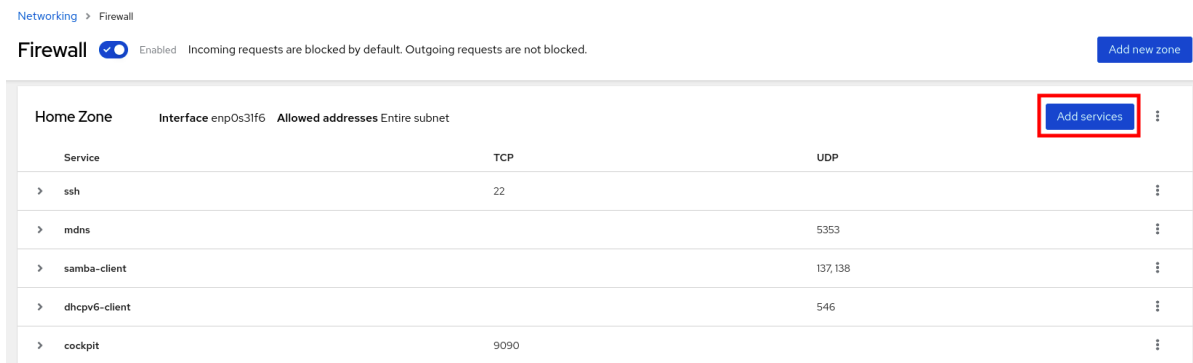 Networking > Firewall
Firewall Enabled Incoming requests are blocked by default. Outgoing requests are not blocked. Add new zone
Home Zone Interface enp0s31f6 Allowed addresses Entire subnet Add services
Service TCP UDP
ssh 22
mdns 5353
samba-client 137, 138
dhcpv6-client 546
cockpit 9090